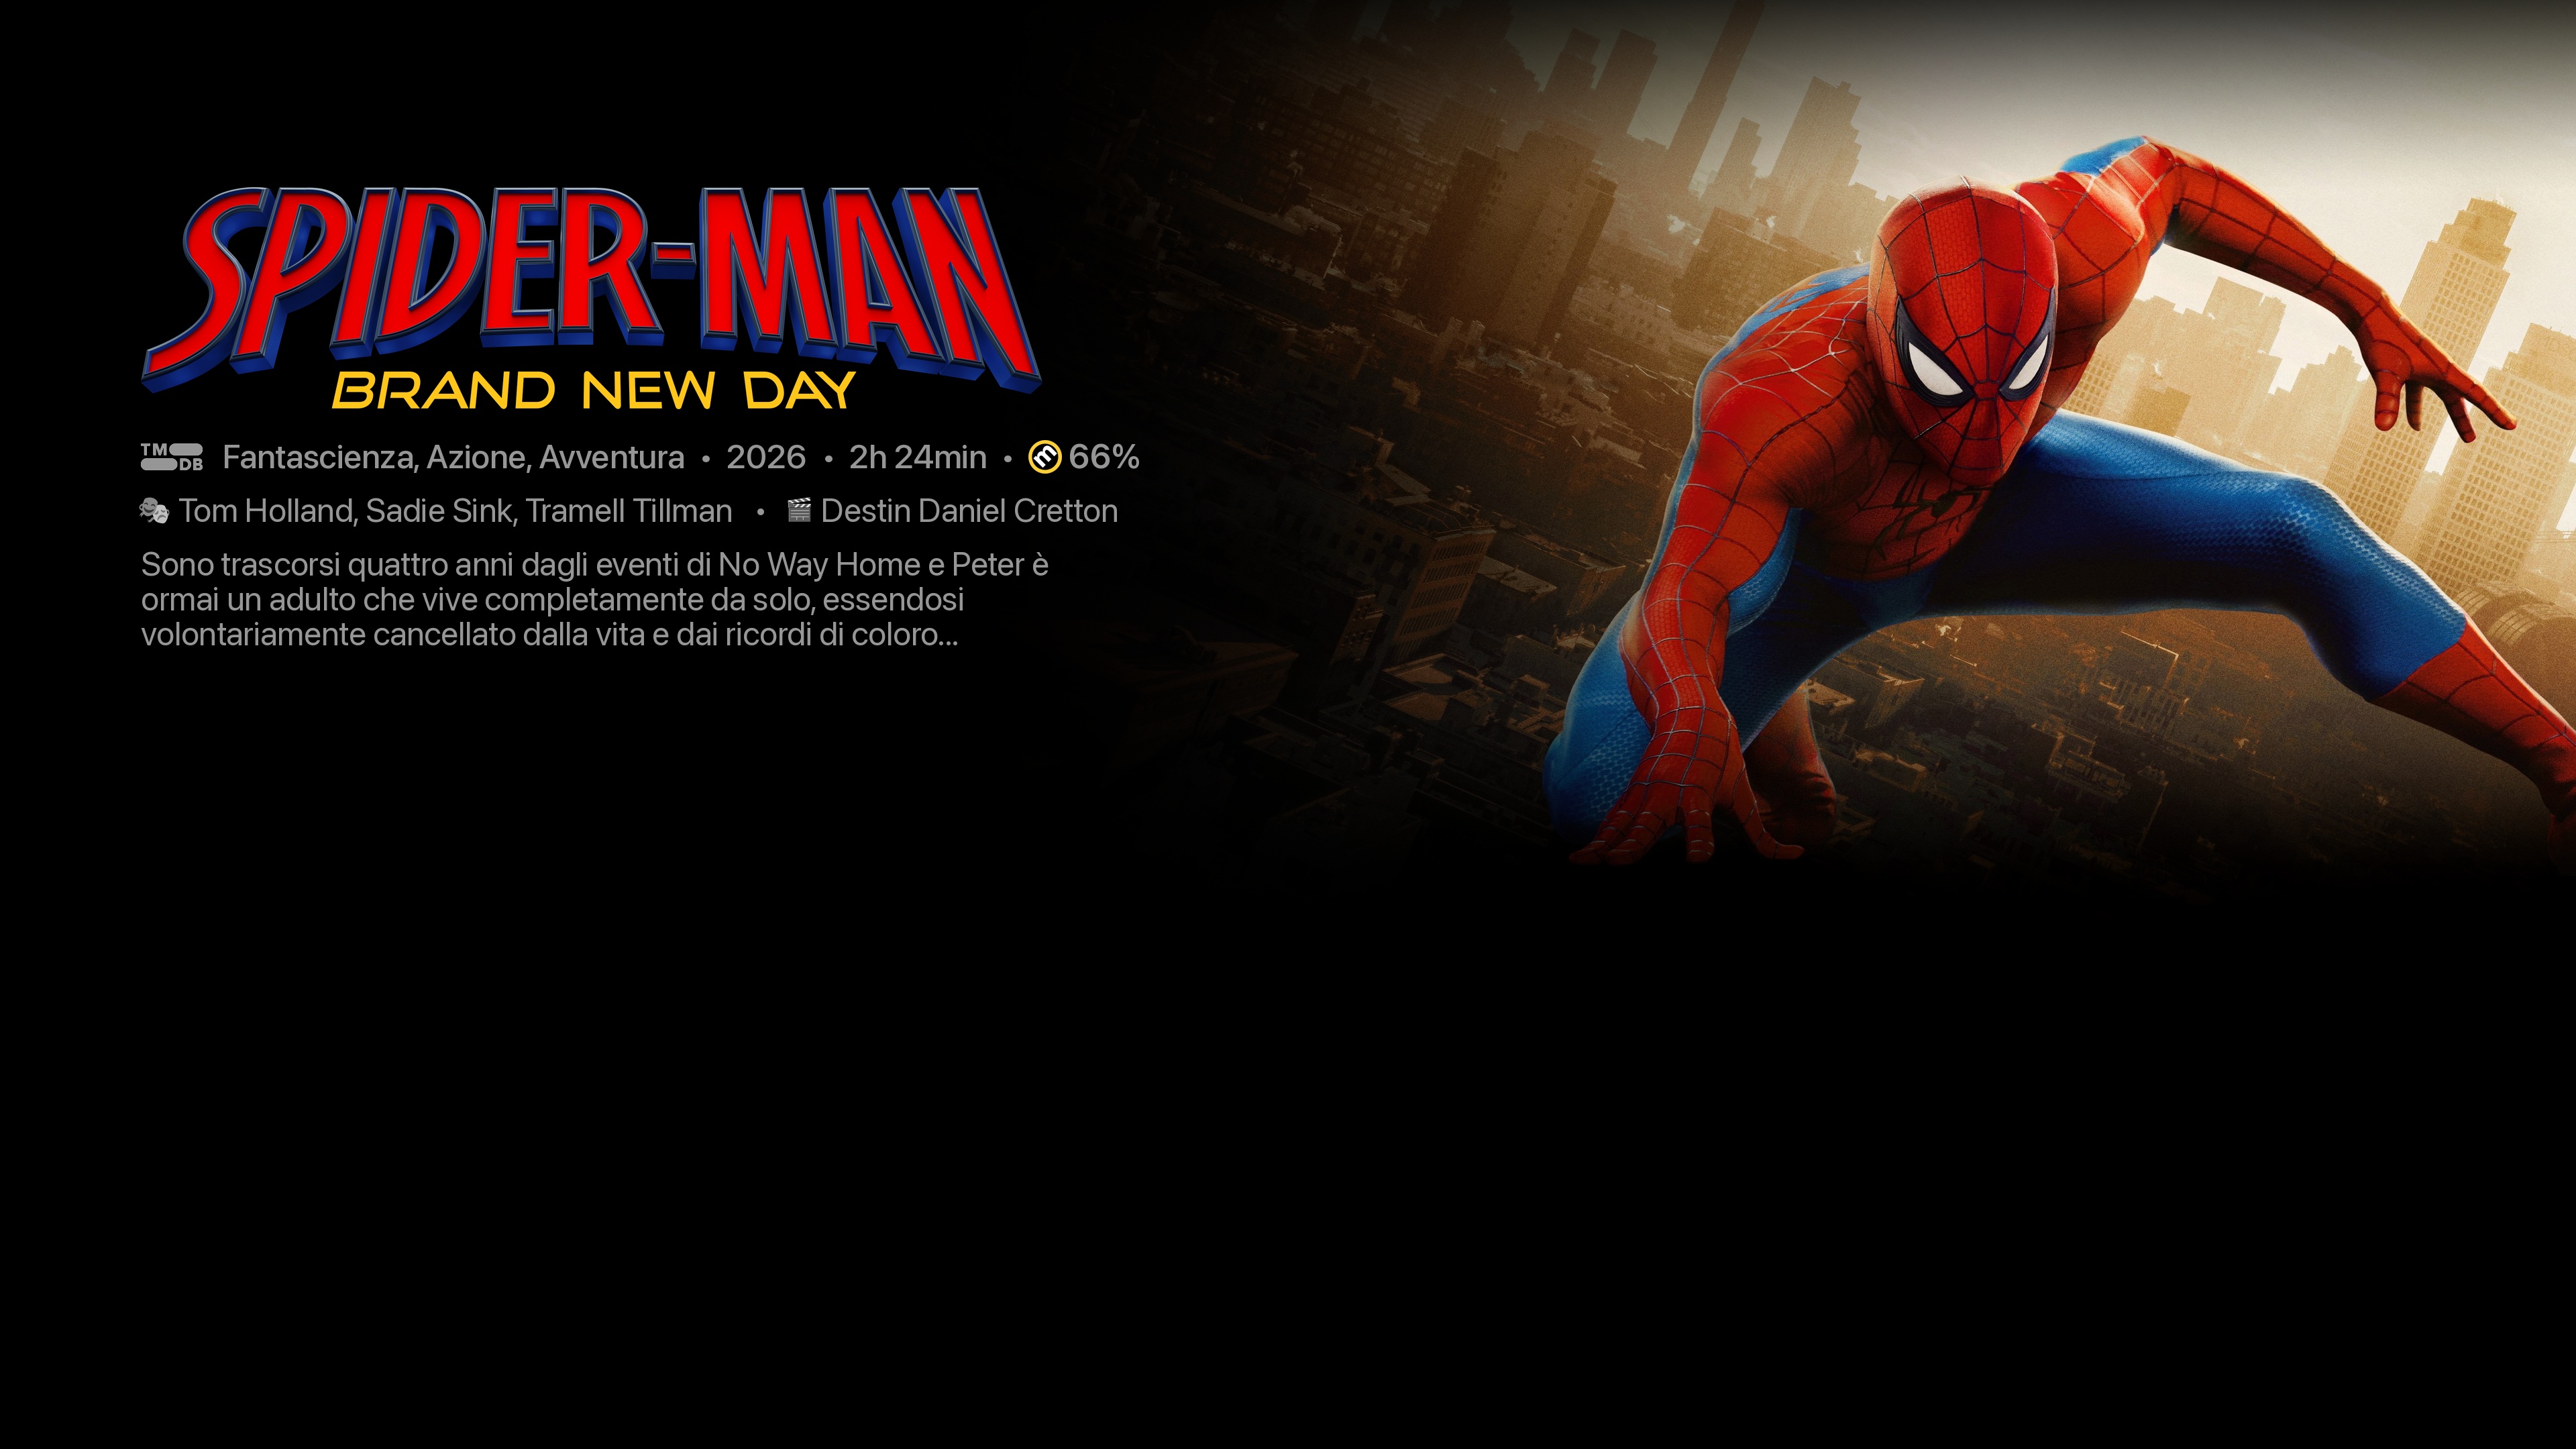 SPIDER-MAN
BRAND NEW DAY
TMDB Fantascienza, Azione, Avventura • 2026 • 2h 24min • m 66%
Tom Holland, Sadie Sink, Tramell Tillman • Destin Daniel Cretton
Sono trascorsi quattro anni dagli eventi di No Way Home e Peter è
ormai un adulto che vive completamente da solo, essendosi
volontariamente cancellato dalla vita e dai ricordi di coloro...